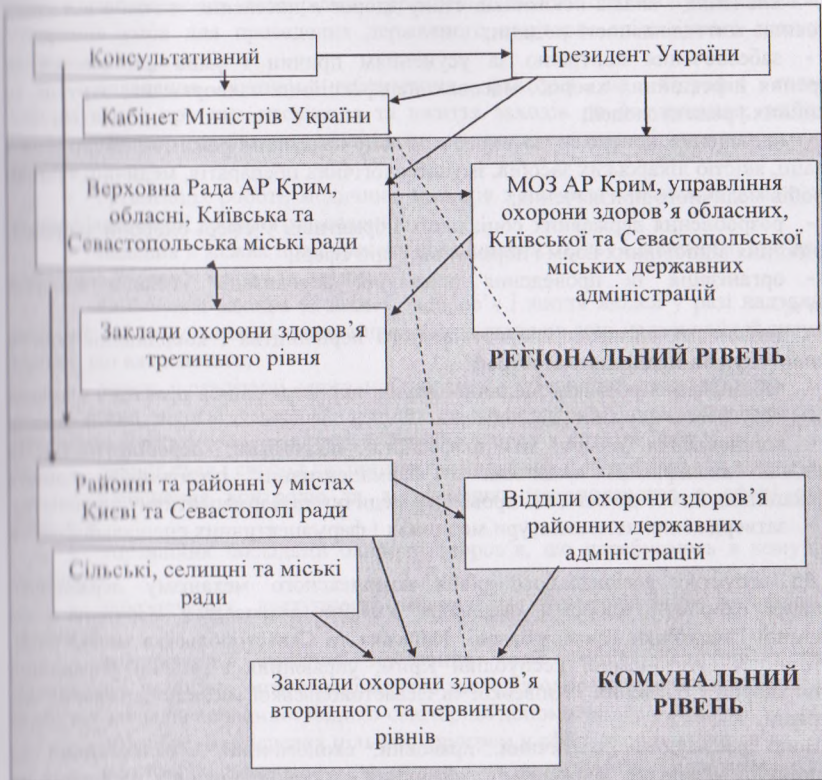 Консультативний
Президент України
Кабінет Міністрів України
Верховна Рада АР Крим,
обласні, Київська та
Севастопольська міські ради
МОЗ АР Крим, управління
охорони здоров'я обласних,
Київської та Севастопольської
міських державних
адміністрацій
Заклади охорони здоров'я
третинного рівня
РЕГІОНАЛЬНИЙ РІВЕНЬ
Районні та районні у містах
Києві та Севастополі ради
Відділи охорони здоров'я
районних державних
адміністрацій
Сільські, селищні та міські
ради
Заклади охорони здоров'я
вторинного та первинного
рівнів
КОМУНАЛЬНИЙ
РІВЕНЬ